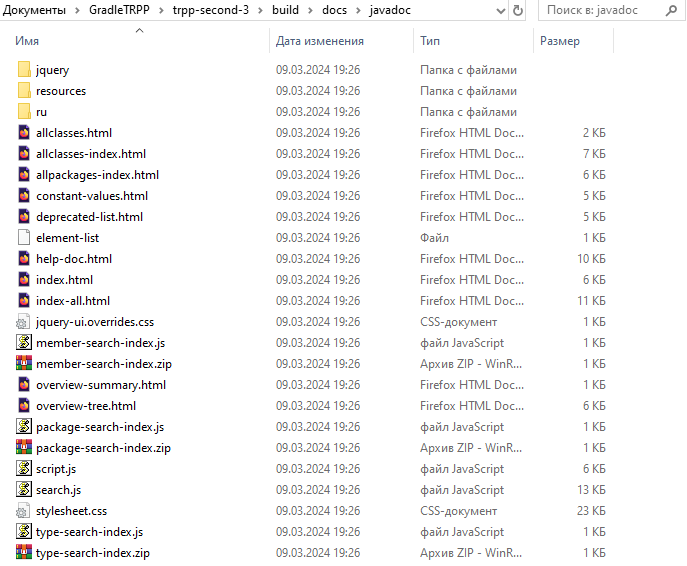 Документы > GradleTRPP > trpp-second-3 > build > docs > javadoc Поиск в: javadoc
Имя Дата изменения Тип Размер
jquery 09.03.2024 19:26 Папка с файлами
resources 09.03.2024 19:26 Папка с файлами
ru 09.03.2024 19:26 Папка с файлами
allclasses.html 09.03.2024 19:26 Firefox HTML Doc... 2 КБ
allclasses-index.html 09.03.2024 19:26 Firefox HTML Doc... 7 КБ
allpackages-index.html 09.03.2024 19:26 Firefox HTML Doc... 6 КБ
constant-values.html 09.03.2024 19:26 Firefox HTML Doc... 5 КБ
deprecated-list.html 09.03.2024 19:26 Firefox HTML Doc... 5 КБ
element-list 09.03.2024 19:26 Файл 1 КБ
help-doc.html 09.03.2024 19:26 Firefox HTML Doc... 10 КБ
index.html 09.03.2024 19:26 Firefox HTML Doc... 6 КБ
index-all.html 09.03.2024 19:26 Firefox HTML Doc... 11 КБ
jquery-ui.overrides.css 09.03.2024 19:26 CSS-документ 1 КБ
member-search-index.js 09.03.2024 19:26 файл JavaScript 1 КБ
member-search-index.zip 09.03.2024 19:26 Архив ZIP - WinR... 1 КБ
overview-summary.html 09.03.2024 19:26 Firefox HTML Doc... 1 КБ
overview-tree.html 09.03.2024 19:26 Firefox HTML Doc... 6 КБ
package-search-index.js 09.03.2024 19:26 файл JavaScript 1 КБ
package-search-index.zip 09.03.2024 19:26 Архив ZIP - WinR... 1 КБ
script.js 09.03.2024 19:26 файл JavaScript 6 КБ
search.js 09.03.2024 19:26 файл JavaScript 13 КБ
stylesheet.css 09.03.2024 19:26 CSS-документ 23 КБ
type-search-index.js 09.03.2024 19:26 файл JavaScript 1 КБ
type-search-index.zip 09.03.2024 19:26 Архив ZIP - WinR... 1 КБ